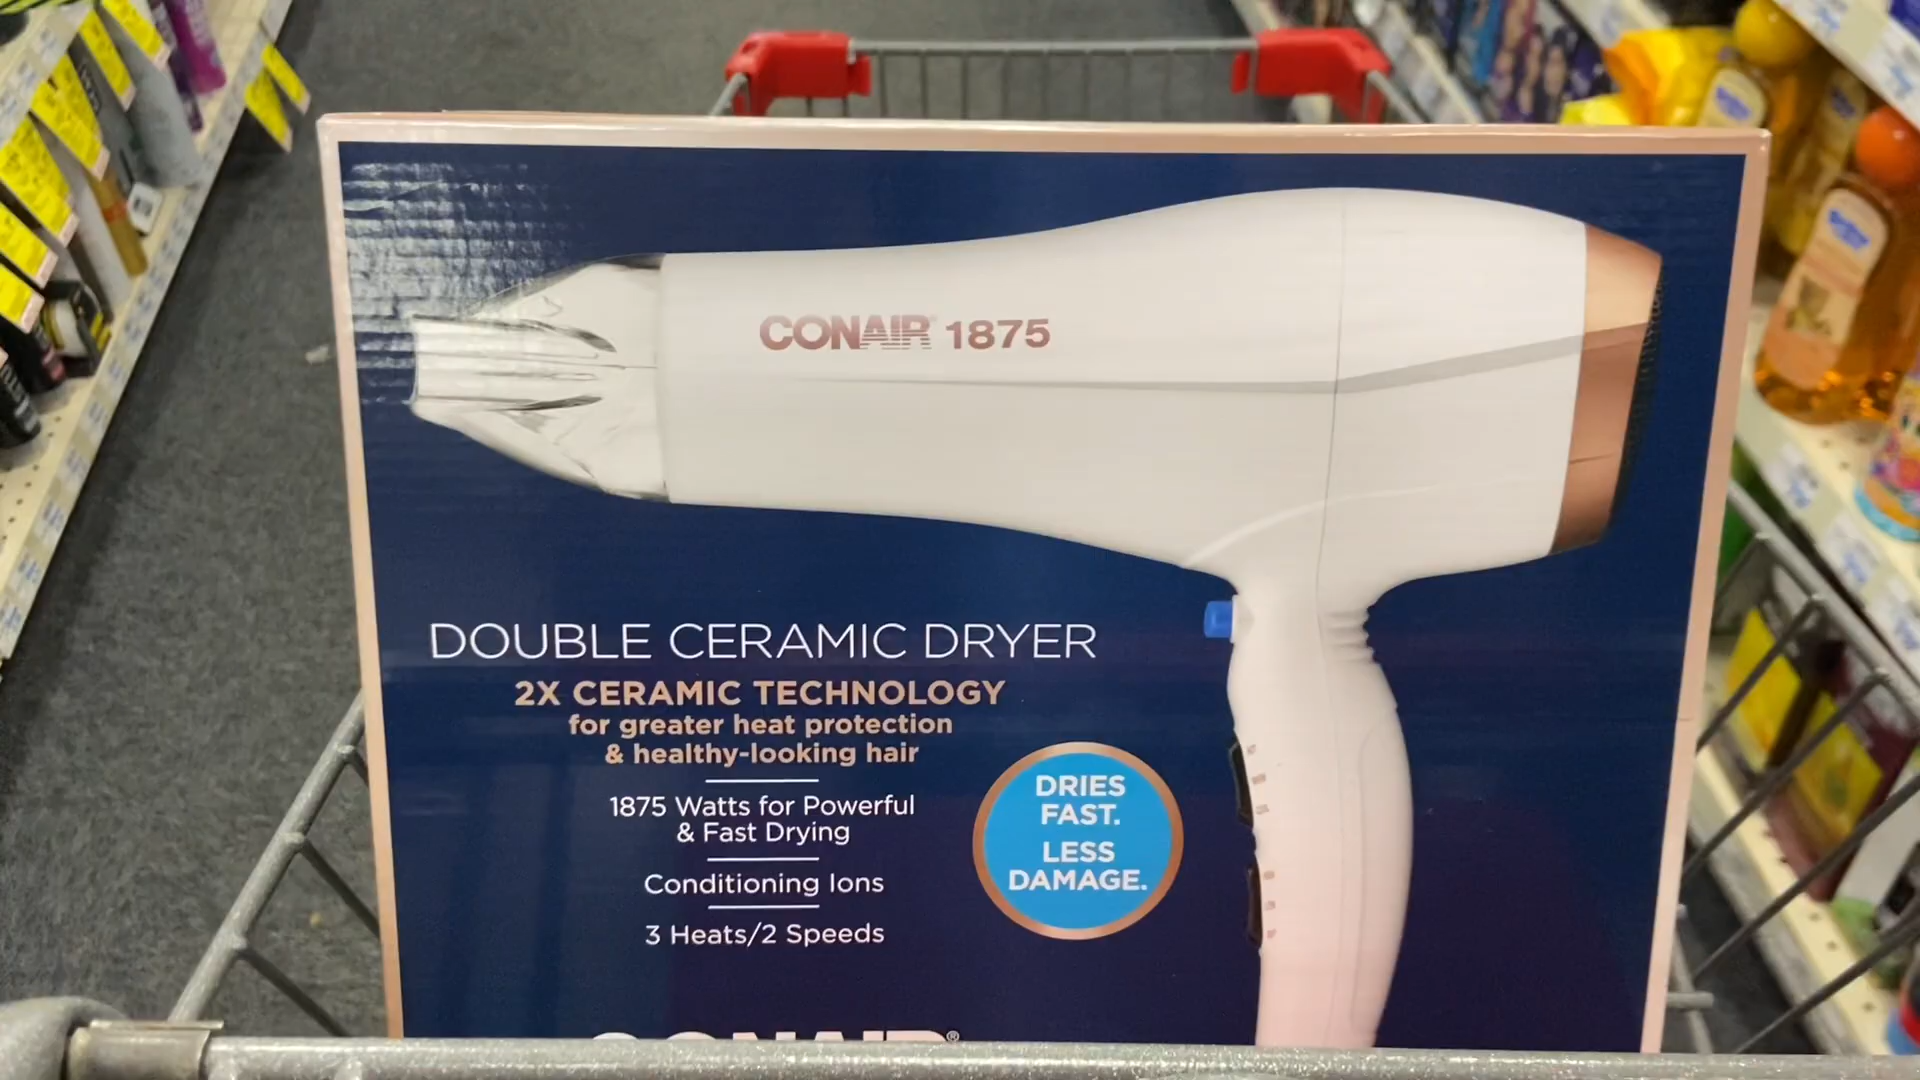 CONAIR 1875
DOUBLE CERAMIC DRYER
2X CERAMIC TECHNOLOGY
for greater heat protection
& healthy-looking hair
1875 Watts for Powerful
& Fast Drying
Conditioning Ions
3 Heats/2 Speeds
DRIES
FAST.
LESS
DAMAGE.
CONAIR®